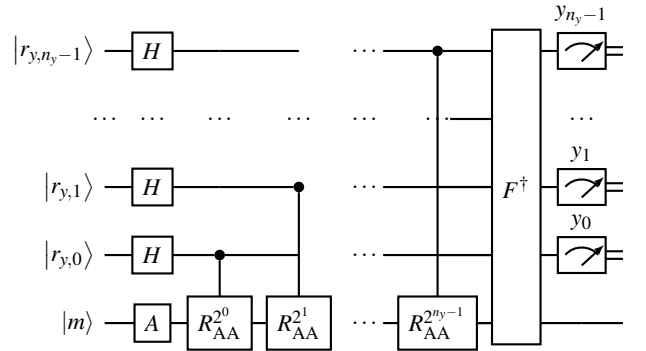 y_{n_y−1}
|r_{y,n_y−1}⟩ H ⋯
⋯ ⋯ ⋯ ⋯ ⋯ ⋯ ⋯
y_1
|r_{y,1}⟩ H ⋯ F^†
y_0
|r_{y,0}⟩ H ⋯
|m⟩ A R_{AA}^{2^0} R_{AA}^{2^1} ⋯ R_{AA}^{2^{n_y−1}}